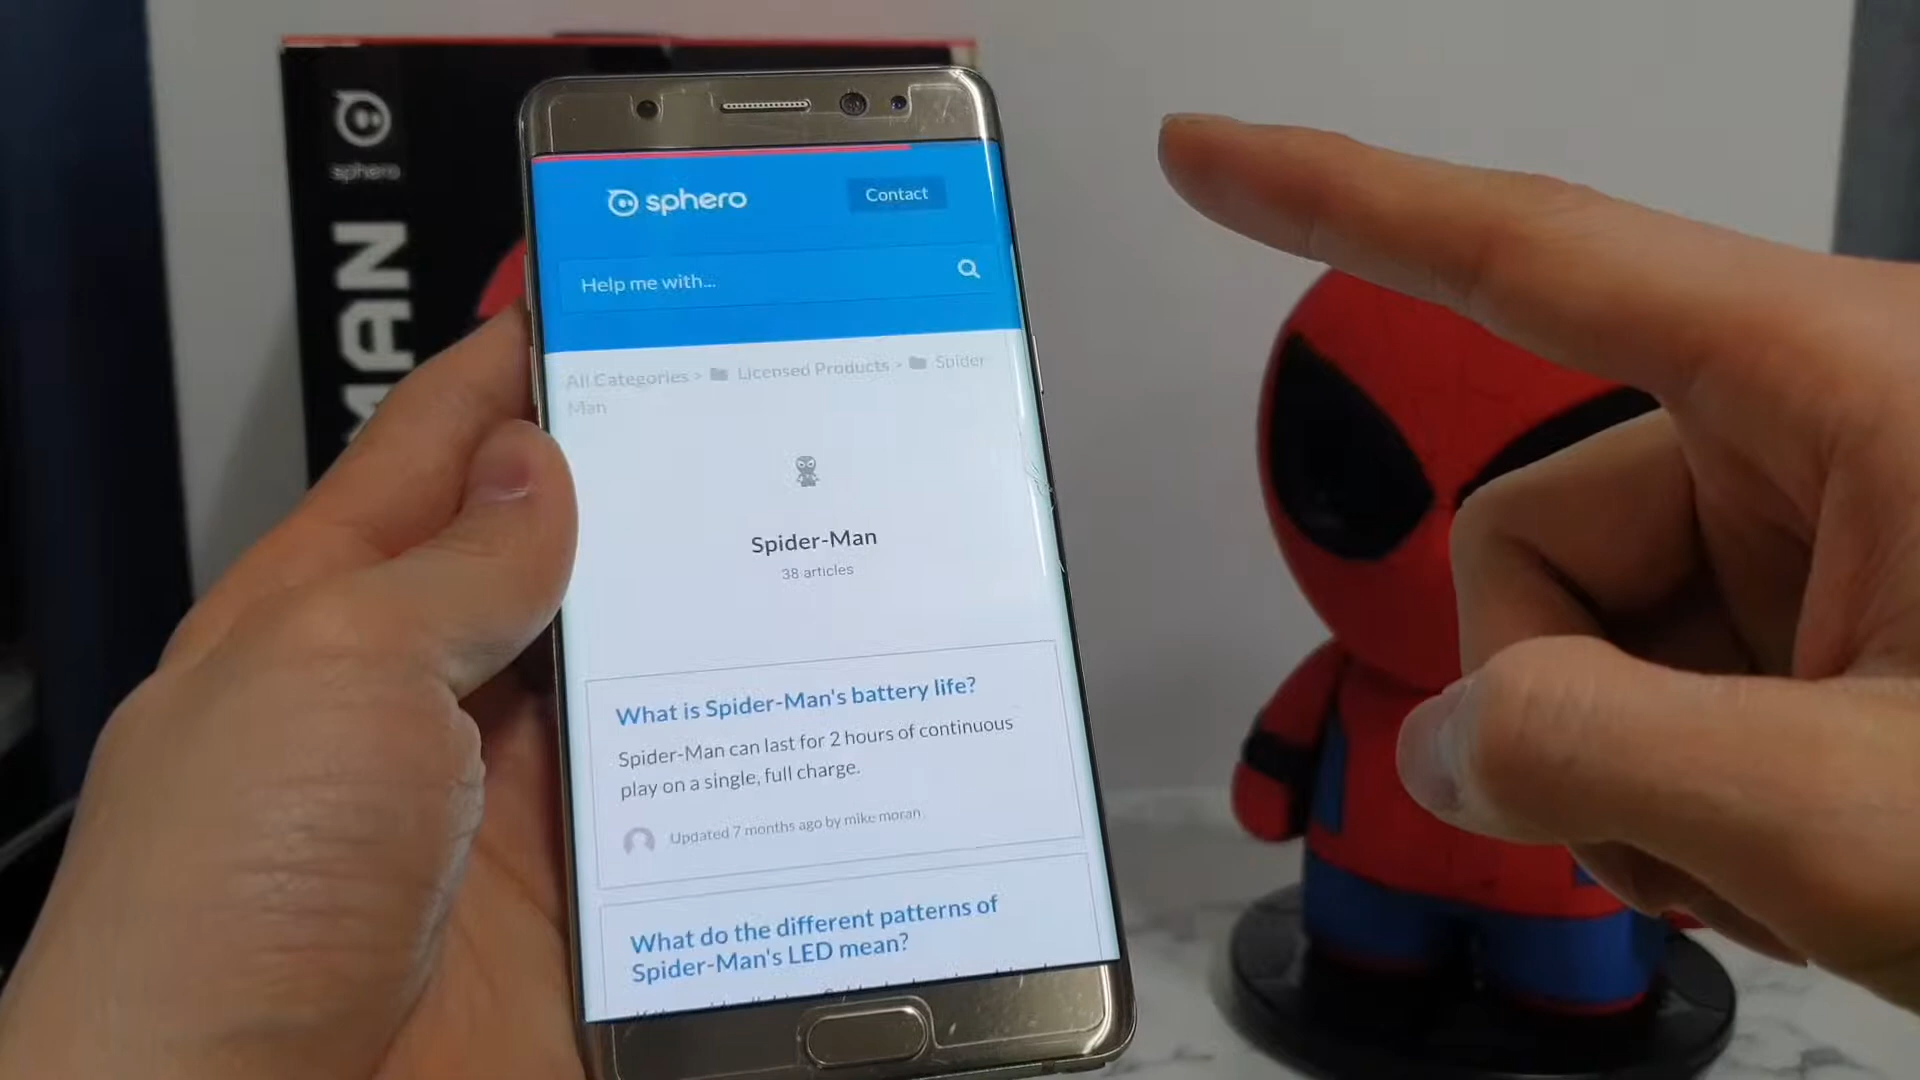 sphero
MAN
sphero
Contact
Help me with...
All Categories > Licensed Products > Spider
Man
Spider-Man
38 articles
What is Spider-Man's battery life?
Spider-Man can last for 2 hours of continuous
play on a single, full charge.
Updated 7 months ago by mike moran
What do the different patterns of
Spider-Man's LED mean?